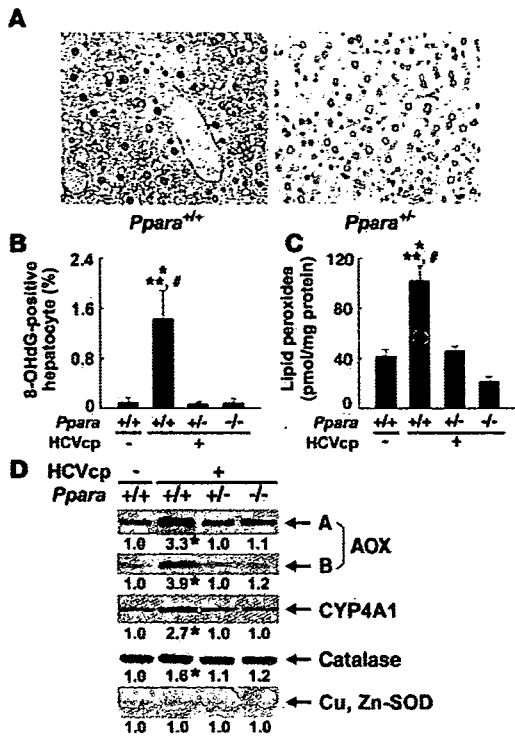 A
Ppara+/+ Ppara+/-
B
8-OHdG-positive
hepatocyte (%)
2.4
1.6
0.8
0
*
**, #
Ppara +/+ +/+ +/- -/-
HCVcp - +
C
Lipid peroxides
(pmol/mg protein)
120
80
40
0
*
**, #
Ppara +/+ +/+ +/- -/-
HCVcp - +
D HCVcp - +
Ppara +/+ +/+ +/- -/-
A
1.0 3.3* 1.0 1.1
AOX
B
1.0 3.9* 1.0 1.2
CYP4A1
1.0 2.7* 1.0 1.0
Catalase
1.0 1.6* 1.1 1.2
Cu, Zn-SOD
1.0 1.0 1.0 1.0